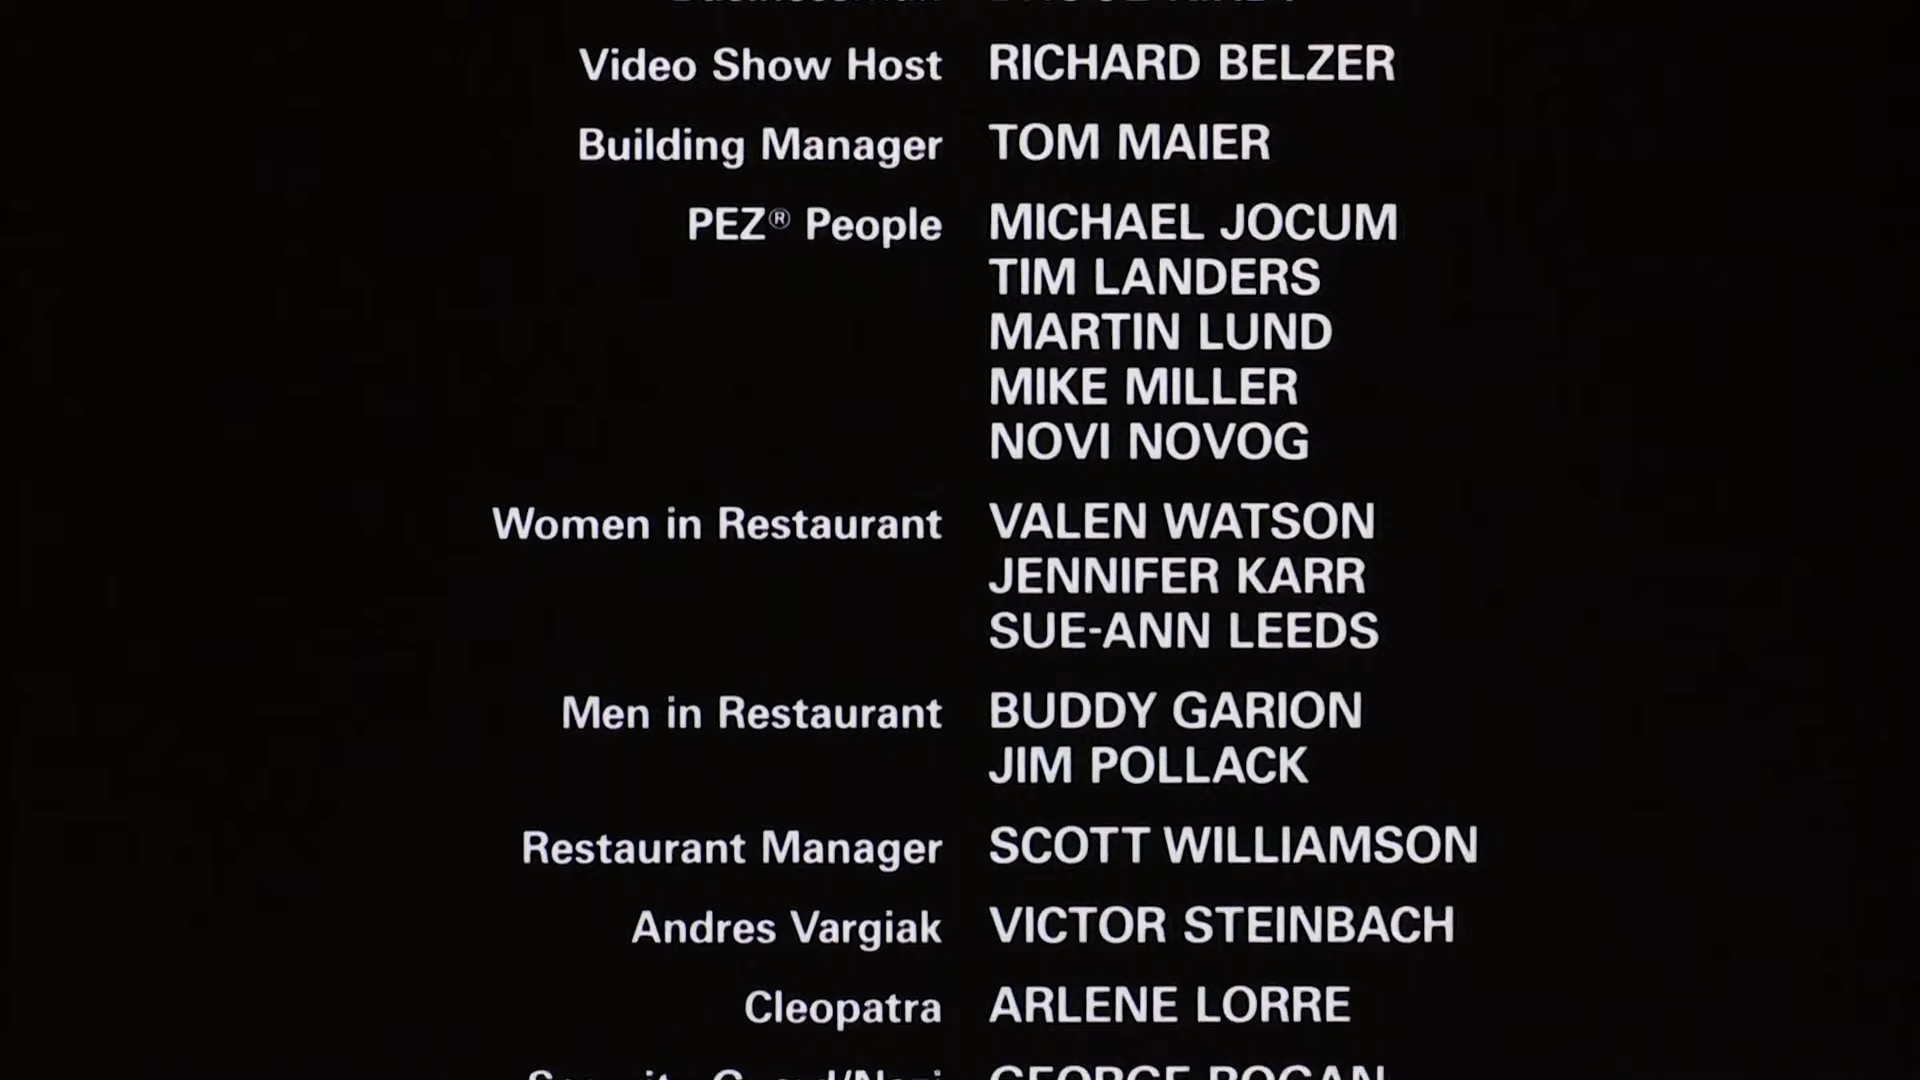 Video Show Host RICHARD BELZER
Building Manager TOM MAIER
PEZ® People MICHAEL JOCUM
TIM LANDERS
MARTIN LUND
MIKE MILLER
NOVI NOVOG
Women in Restaurant VALEN WATSON
JENNIFER KARR
SUE-ANN LEEDS
Men in Restaurant BUDDY GARION
JIM POLLACK
Restaurant Manager SCOTT WILLIAMSON
Andres Vargiak VICTOR STEINBACH
Cleopatra ARLENE LORRE